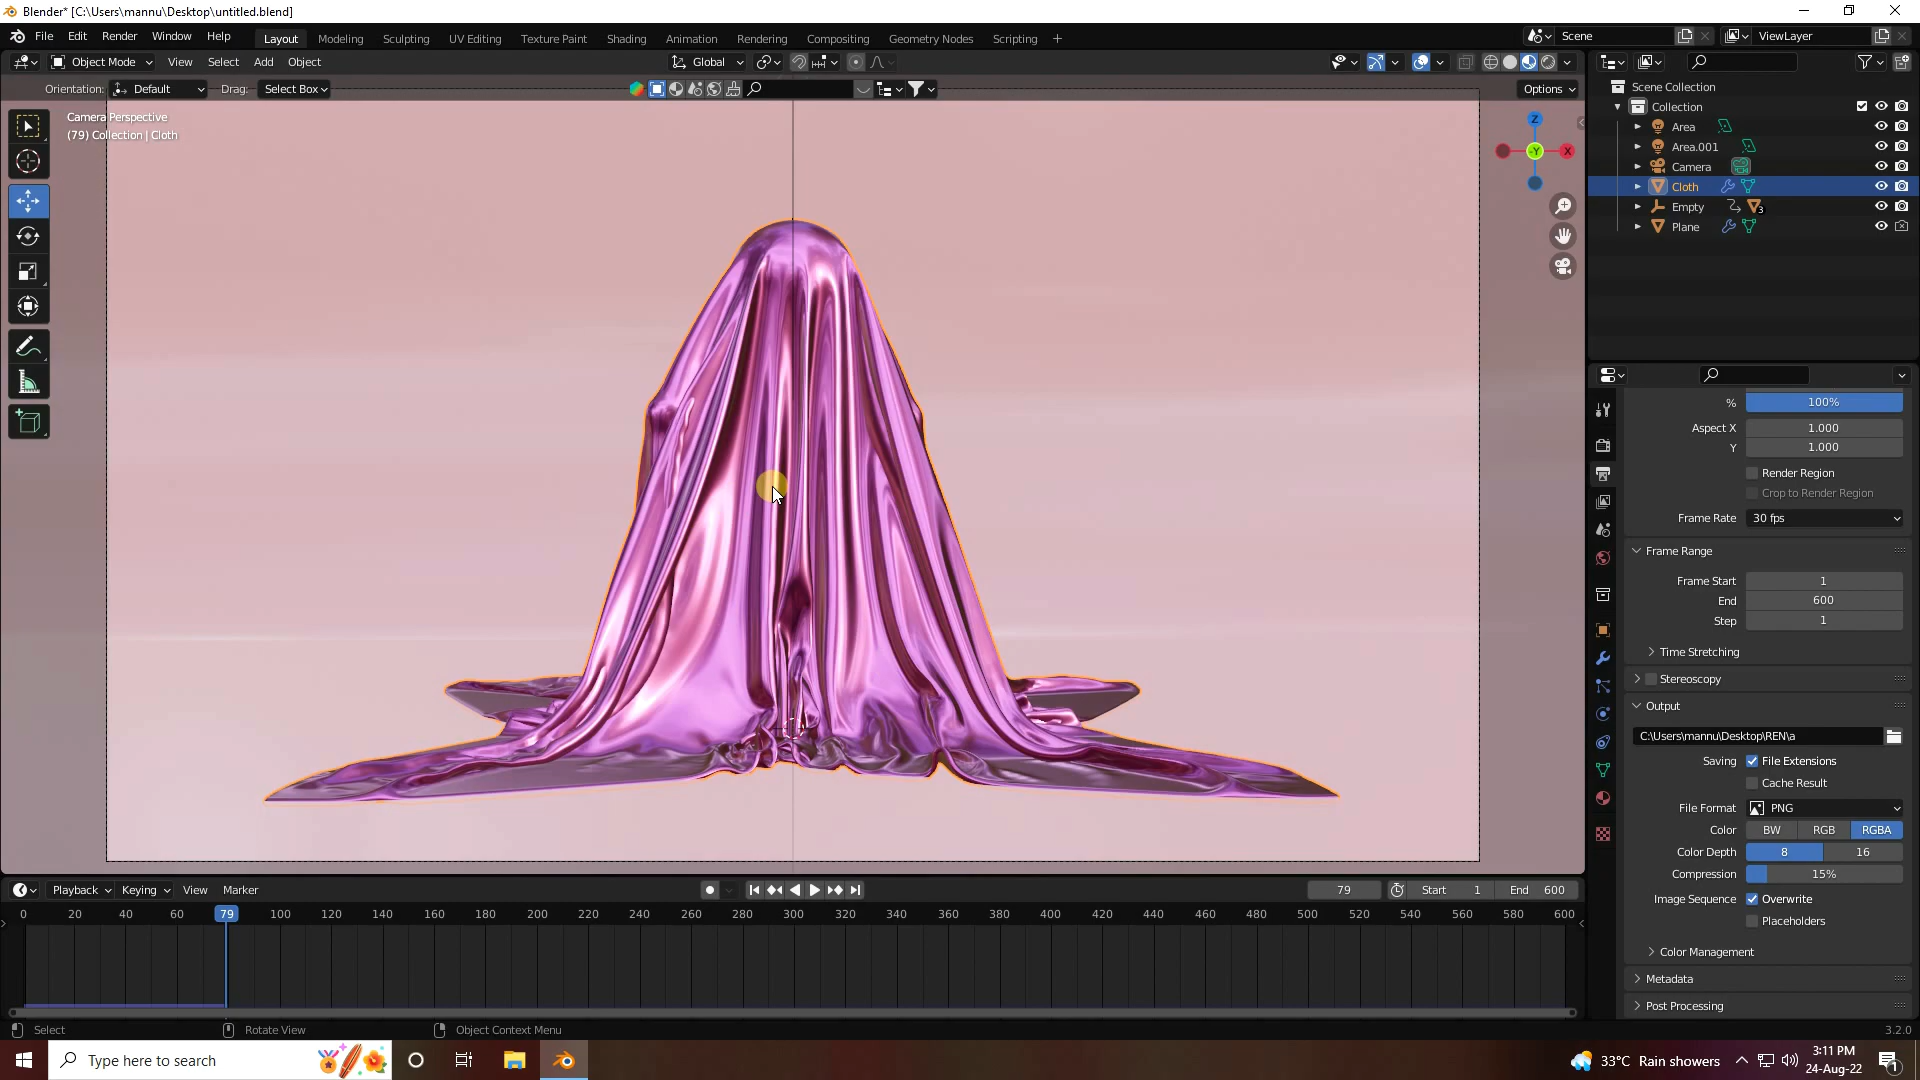 Blender* [C:\Users\mannu\Desktop\untitled.blend]
File Edit Render Window Help Layout Modeling Sculpting UV Editing Texture Paint Shading Animation Rendering Compositing Geometry Nodes Scripting + Scene ViewLayer
Object Mode View Select Add Object Global
Orientation: Default Drag: Select Box Options
Camera Perspective
(79) Collection | Cloth
Z
-Y X
Scene Collection
Collection
Area
Area.001
Camera
Cloth
Empty 3
Plane
% 100%
Aspect X 1.000
Y 1.000
Render Region
Crop to Render Region
Frame Rate 30 fps
Frame Range
Frame Start 1
End 600
Step 1
Time Stretching
Stereoscopy
Output
C:\Users\mannu\Desktop\REN\a
Saving File Extensions
Cache Result
File Format PNG
Color BW RGB RGBA
Color Depth 8 16
Compression 15%
Image Sequence Overwrite
Placeholders
Color Management
Metadata
Post Processing
Playback Keying View Marker 79 Start 1 End 600
0 20 40 60 79 100 120 140 160 180 200 220 240 260 280 300 320 340 360 380 400 420 440 460 480 500 520 540 560 580 600
Select Rotate View Object Context Menu 3.2.0
Type here to search 33°C Rain showers 3:11 PM
24-Aug-22 1